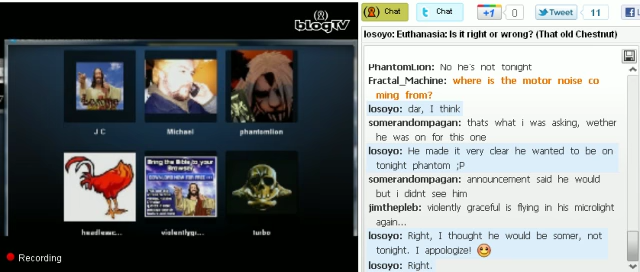 blogTV
J C
Michael
phantomlion
violentlygr...
turbo
Recording
Chat
Chat
+1
0
Tweet
11
losoyo: Euthanasia: Is it right or wrong? (That old Chestnut)
PhantomLion: No he's not tonight
Fractal_Machine: where is the motor noise co
ming from?
losoyo: dar, I think
somerandompagan: thats what i was asking, wether
he was on for this one
losoyo: He made it very clear he wanted to be on
tonight phantom ;P
somerandompagan: announcement said he would
but i didnt see him
jimthepleb: violently graceful is flying in his microlight
again...
losoyo: Right, I thought he would be somer, not
tonight. I appologize!
losoyo: Right.